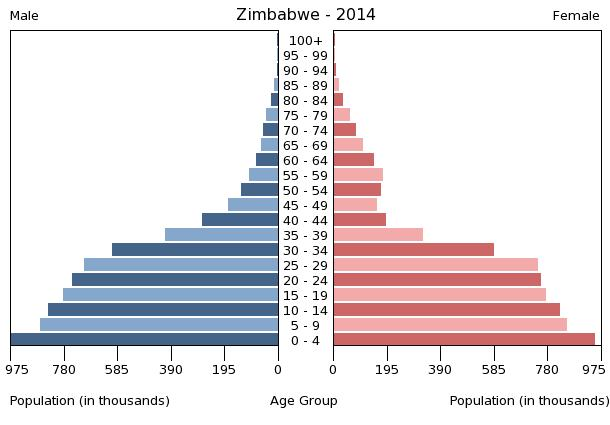 Male Zimbabwe - 2014 Female
100+
95 - 99
90 - 94
85 - 89
80 - 84
75 - 79
70 - 74
65 - 69
60 - 64
55 - 59
50 - 54
45 - 49
40 - 44
35 - 39
30 - 34
25 - 29
20 - 24
15 - 19
10 - 14
5 - 9
0 - 4
975 780 585 390 195 0 0 195 390 585 780 975
Population (in thousands) Age Group Population (in thousands)